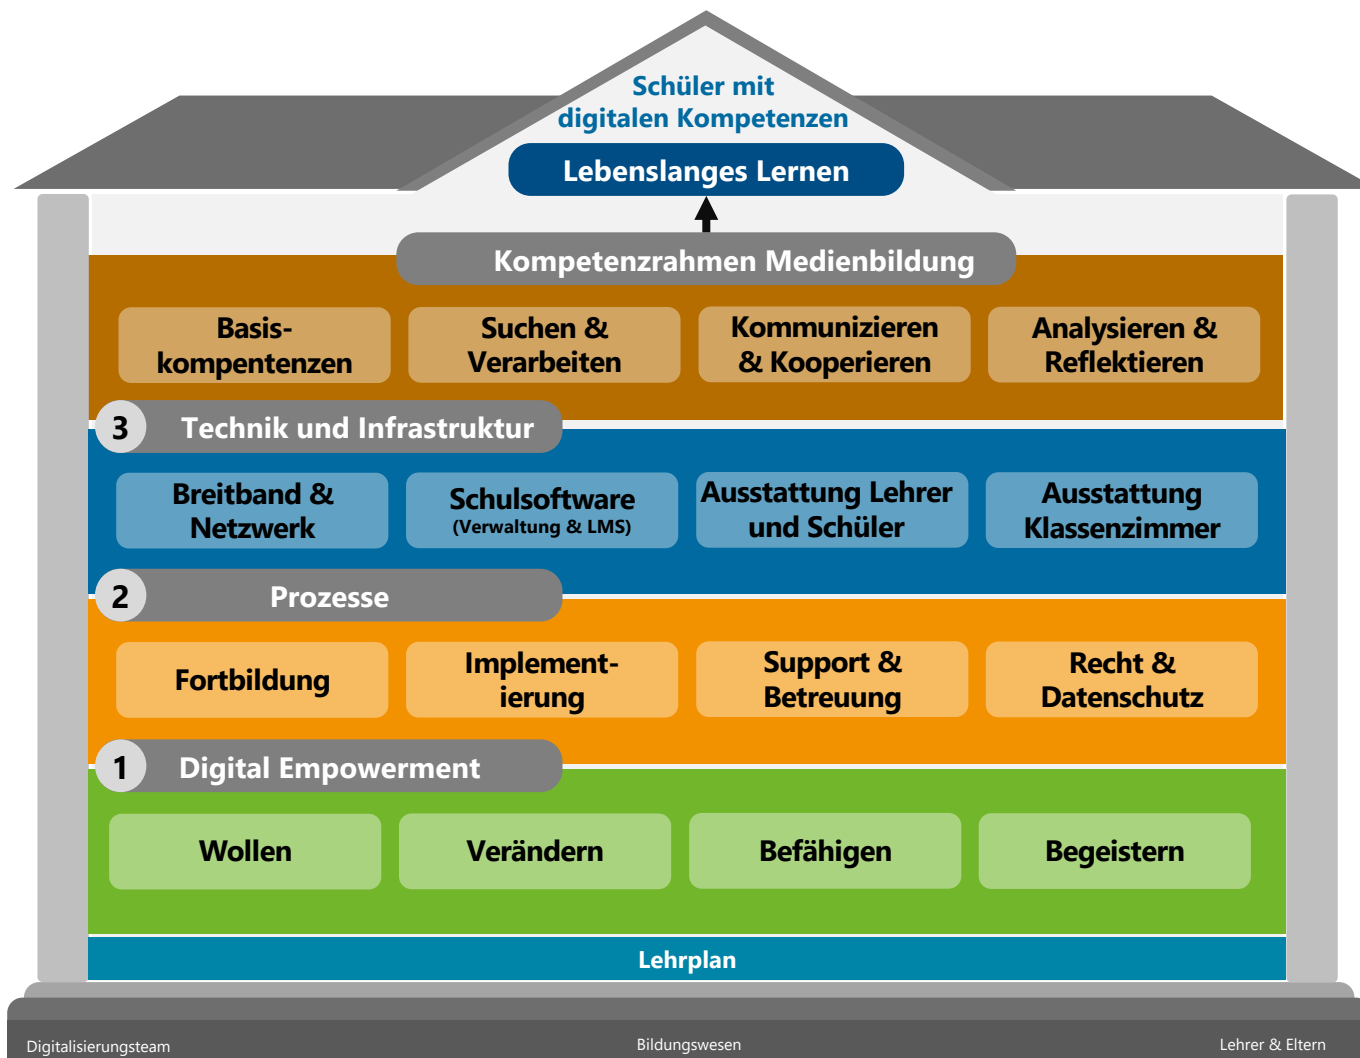 Schüler mit
digitalen Kompetenzen
Lebenslanges Lernen
Kompetenzrahmen Medienbildung
Basis-
kompentenzen
Suchen &
Verarbeiten
Kommunizieren
& Kooperieren
Analysieren &
Reflektieren
3 Technik und Infrastruktur
Breitband &
Netzwerk
Schulsoftware
(Verwaltung & LMS)
Ausstattung Lehrer
und Schüler
Ausstattung
Klassenzimmer
2 Prozesse
Fortbildung
Implement-
ierung
Support &
Betreuung
Recht &
Datenschutz
1 Digital Empowerment
Wollen
Verändern
Befähigen
Begeistern
Lehrplan
Digitalisierungsteam
Bildungswesen
Lehrer & Eltern